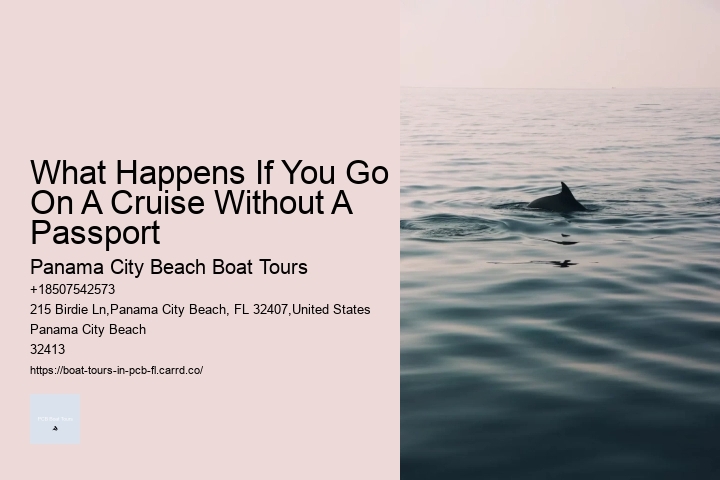 What Happens If You Go
On A Cruise Without A
Passport
Panama City Beach Boat Tours
+18507542573
215 Birdie Ln,Panama City Beach, FL 32407,United States
Panama City Beach
32413
https://boat-tours-in-pcb-fl.carrd.co/